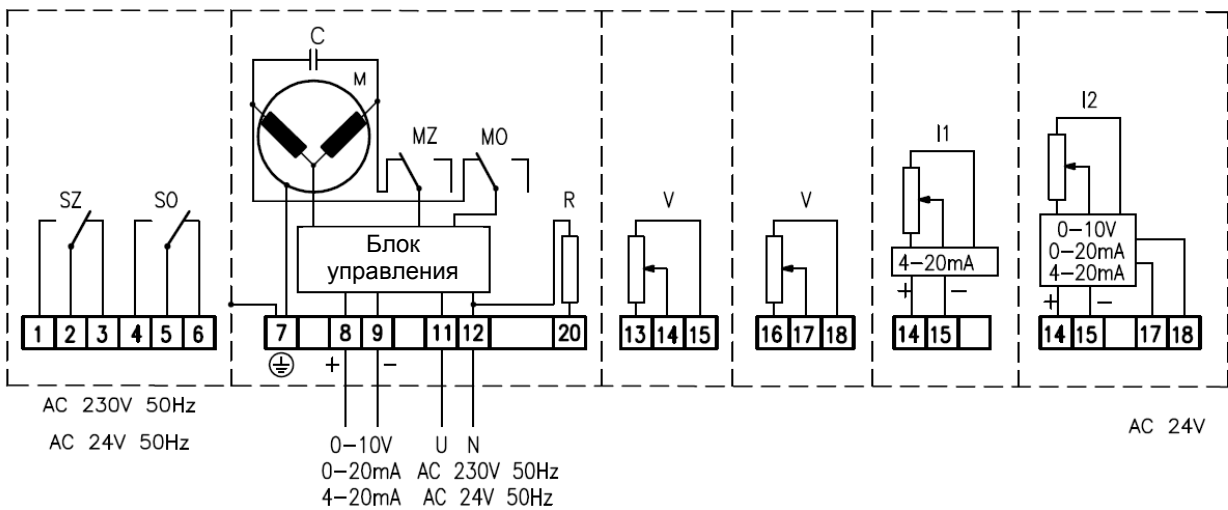 C
M
MZ
MO
SZ
SO
R
V
V
I1
I2
Блок
управления
4–20mA
0–10V
0–20mA
4–20mA
+
–
+
–
1 2 3 4 5 6
7 8 9 11 12 20
13 14 15
16 17 18
14 15
14 15 17 18
+
–
AC 230V 50Hz
AC 24V 50Hz
0–10V U N
0–20mA AC 230V 50Hz
4–20mA AC 24V 50Hz
AC 24V